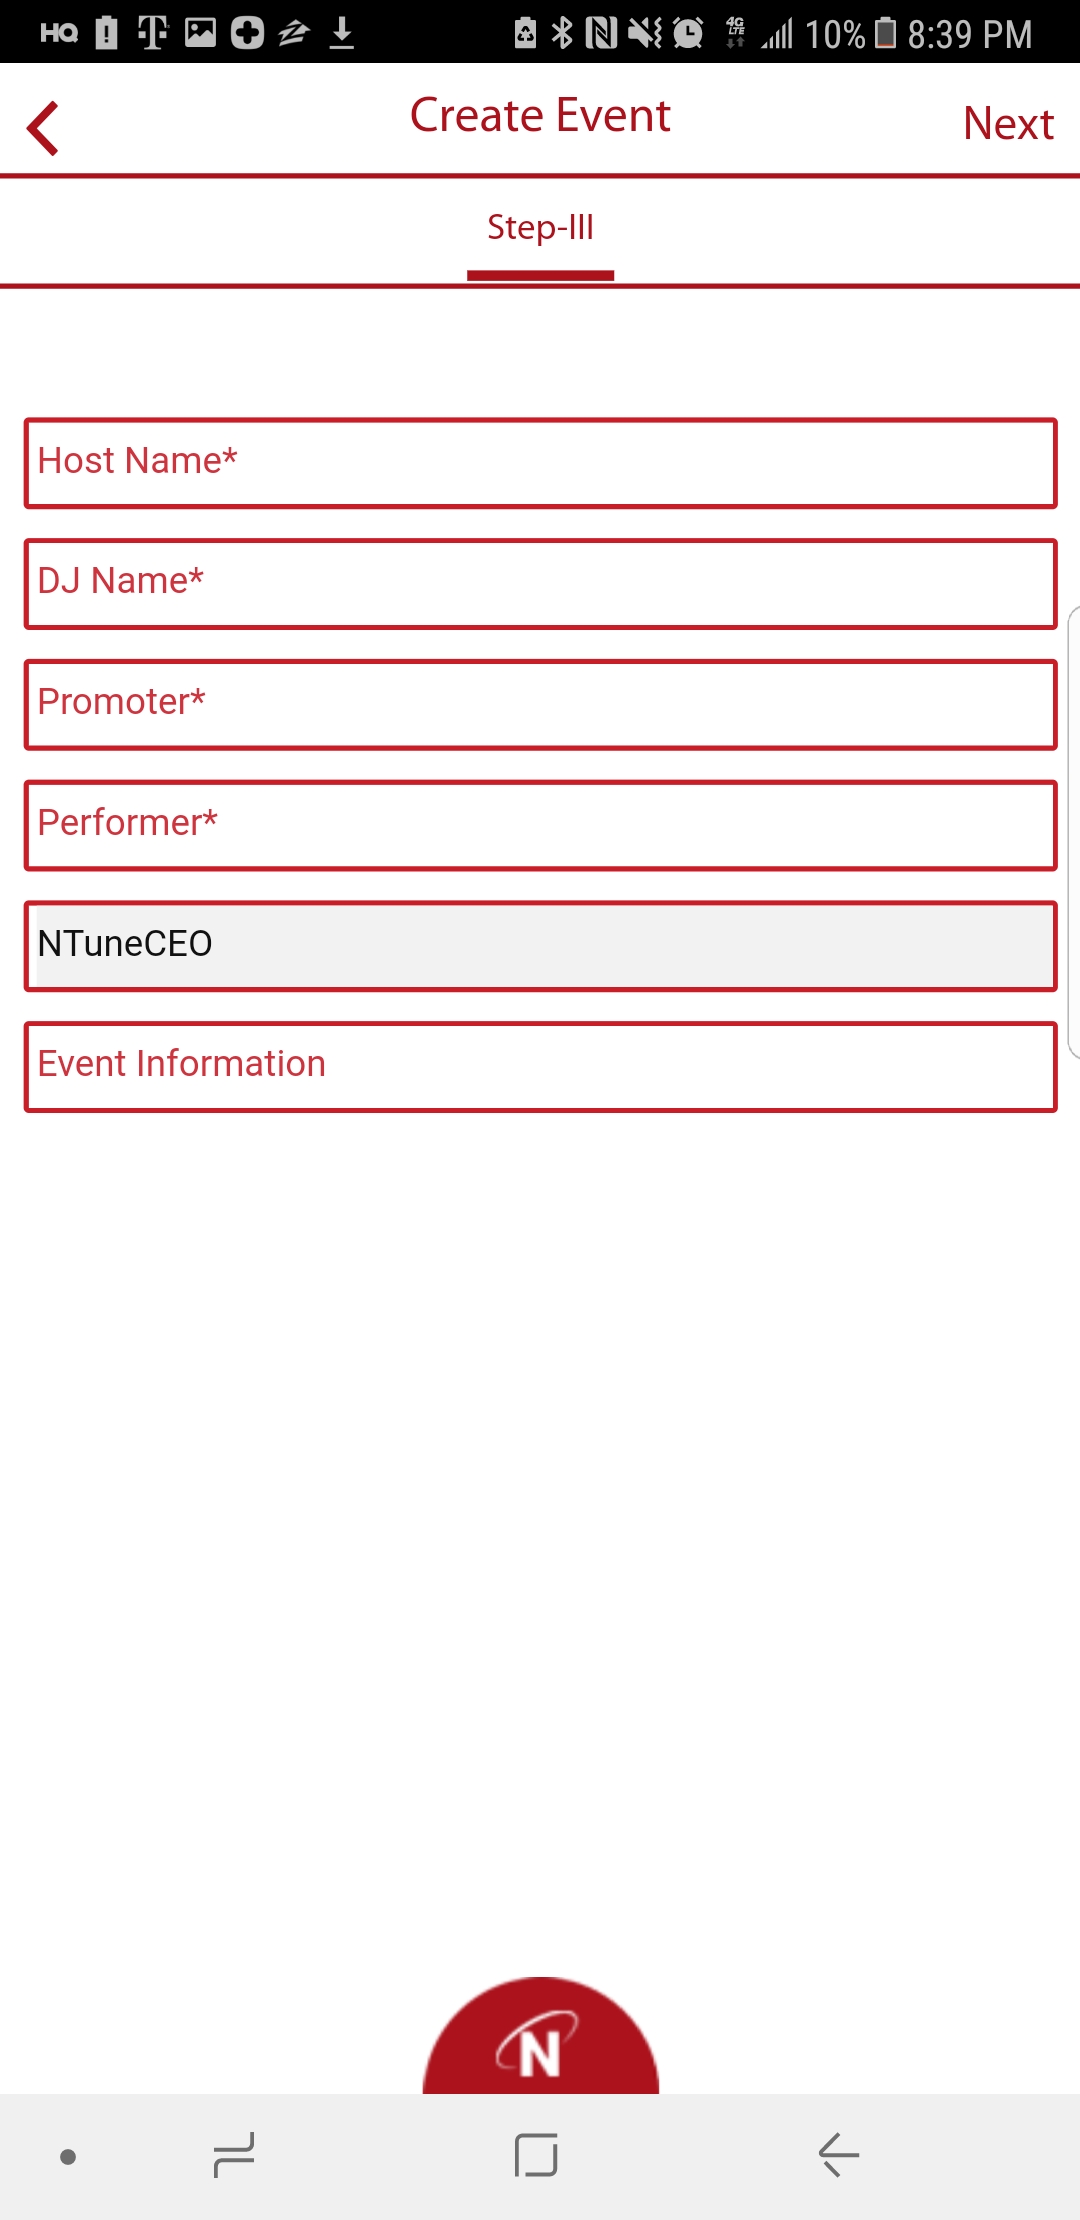 HQ 4G LTE 10% 8:39 PM
Create Event
Next
Step-III
Host Name*
DJ Name*
Promoter*
Performer*
NTuneCEO
Event Information
N